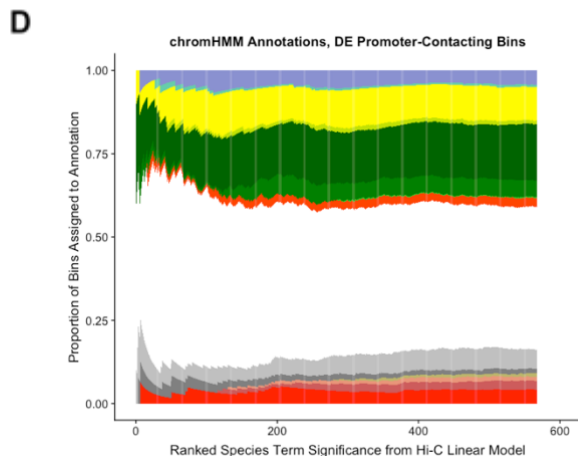 D
chromHMM Annotations, DE Promoter-Contacting Bins
Proportion of Bins Assigned to Annotation
1.00
0.75
0.50
0.25
0.00
0
200
400
600
Ranked Species Term Significance from Hi-C Linear Model